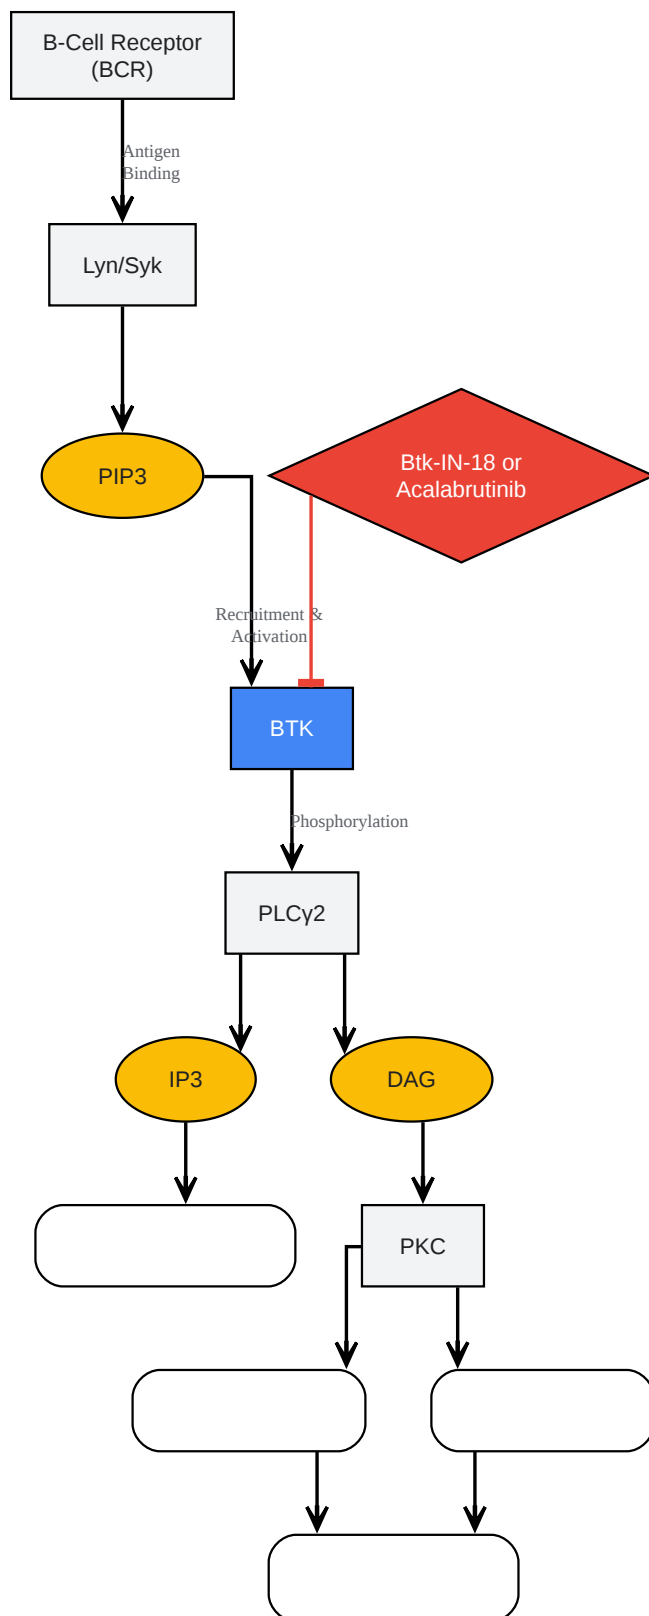 B-Cell Receptor
(BCR)
Antigen
Binding
Lyn/Syk
PIP3
Btk-IN-18 or
Acalabrutinib
Recruitment &
Activation
BTK
Phosphorylation
PLCγ2
IP3
DAG
PKC